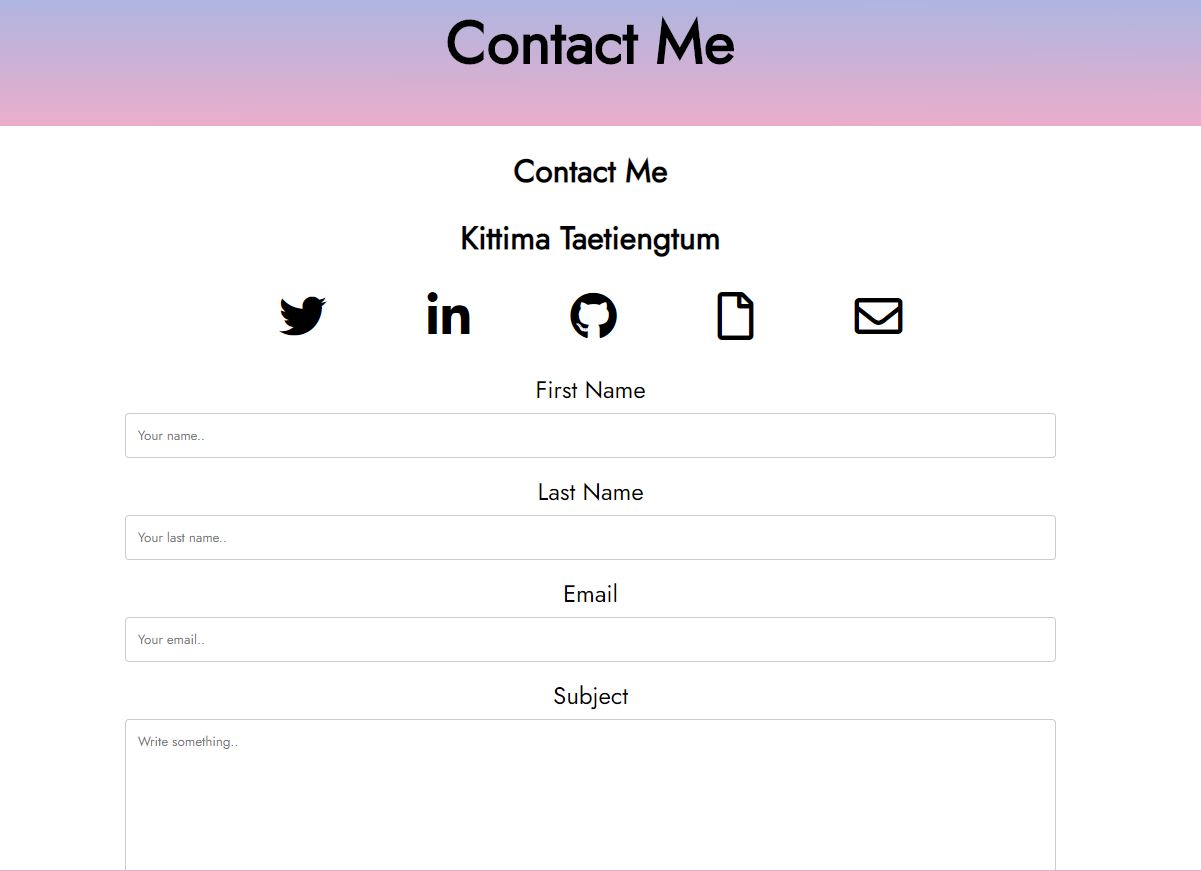 Contact Me
Contact Me
Kittima Taetiengtum
First Name
Your name..
Last Name
Your last name..
Email
Your email..
Subject
Write something..